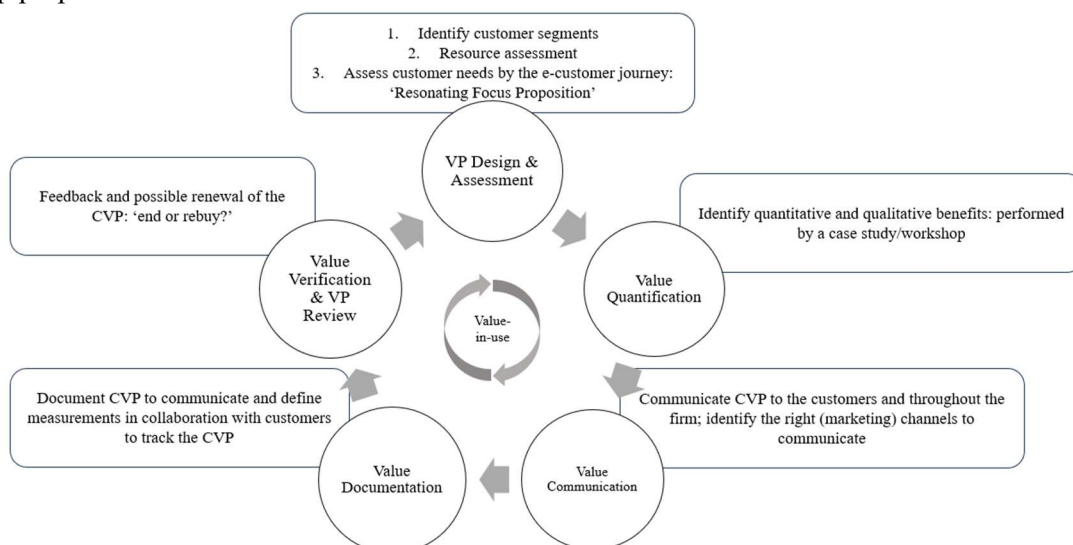 1. Identify customer segments
2. Resource assessment
3. Assess customer needs by the e-customer journey:
‘Resonating Focus Proposition’
VP Design &
Assessment
Identify quantitative and qualitative benefits: performed
by a case study/workshop
Value
Quantification
Communicate CVP to the customers and throughout the
firm; identify the right (marketing) channels to
communicate
Value
Communication
Document CVP to communicate and define
measurements in collaboration with customers
to track the CVP
Value
Documentation
Feedback and possible renewal of the
CVP: ‘end or rebuy?’
Value
Verification
& VP
Review
Value-
in-use